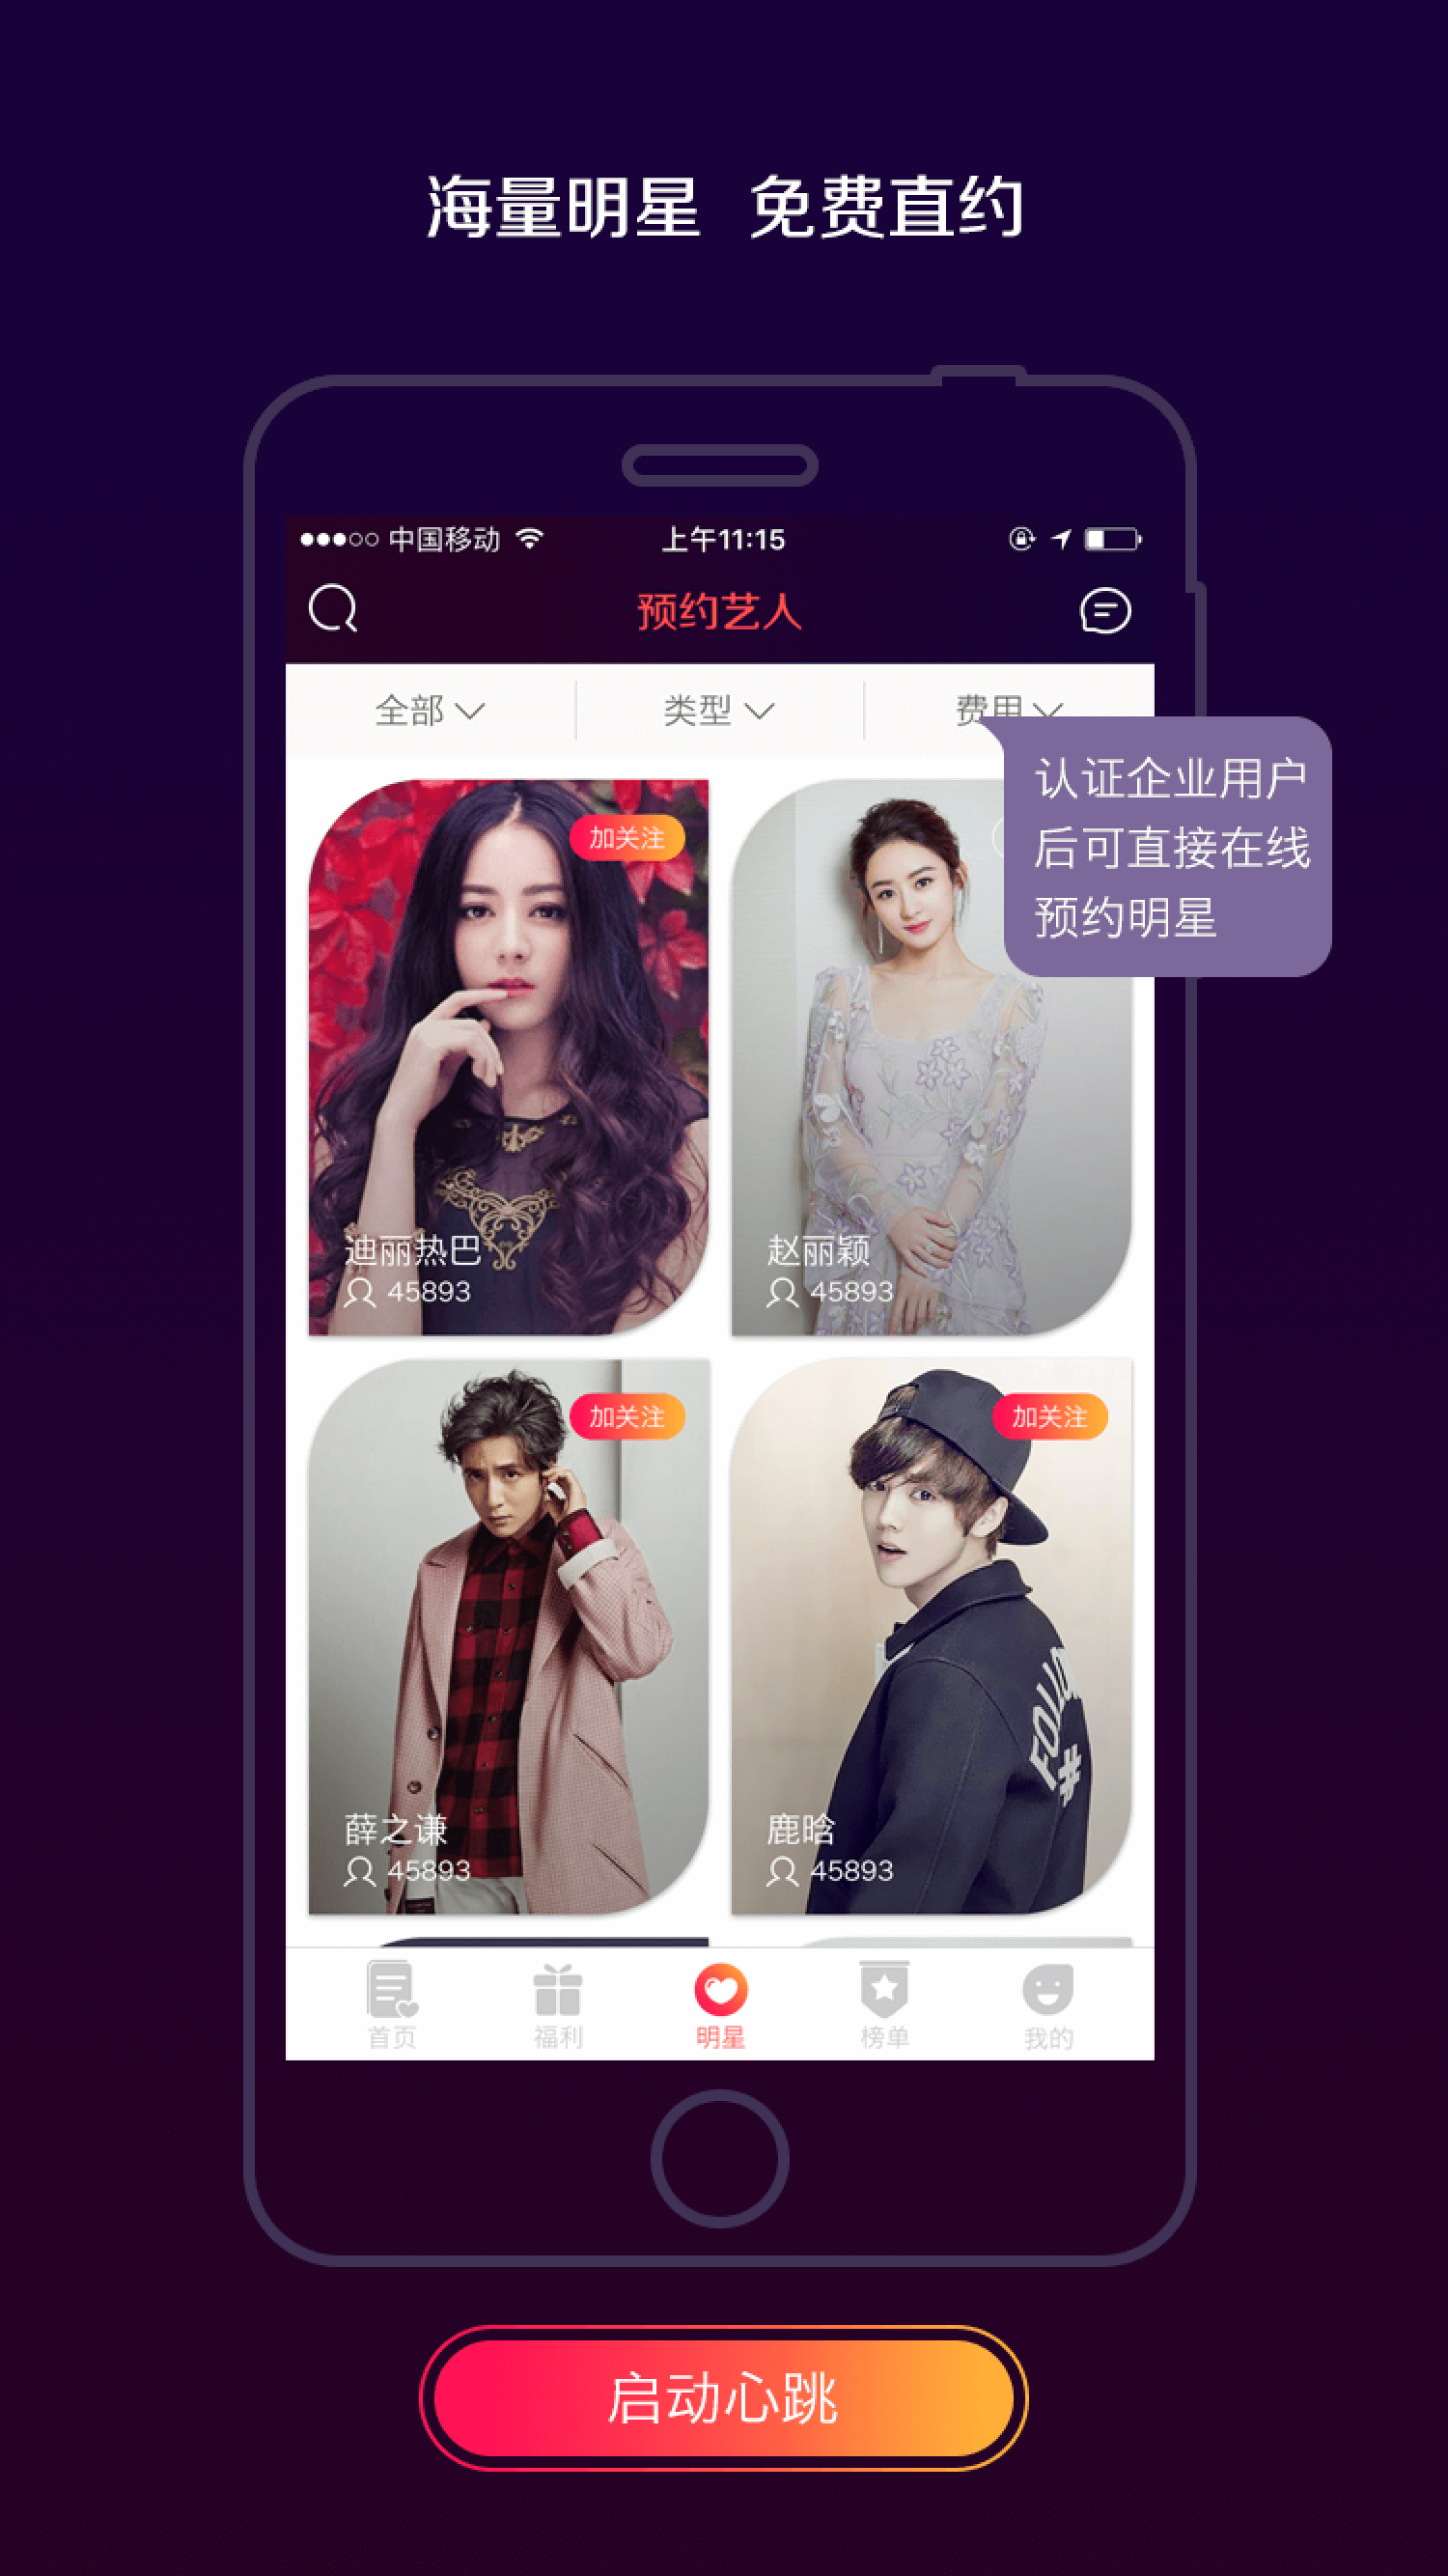 海量明星 免费直约
中国移动 上午11:15
预约艺人
全部 类型 费用
认证企业用户
后可直接在线
预约明星
加关注
迪丽热巴
45893
赵丽颖
45893
加关注
加关注
FOLLO
#
薛之谦
45893
鹿晗
45893
首页 福利 明星 榜单 我的
启动心跳